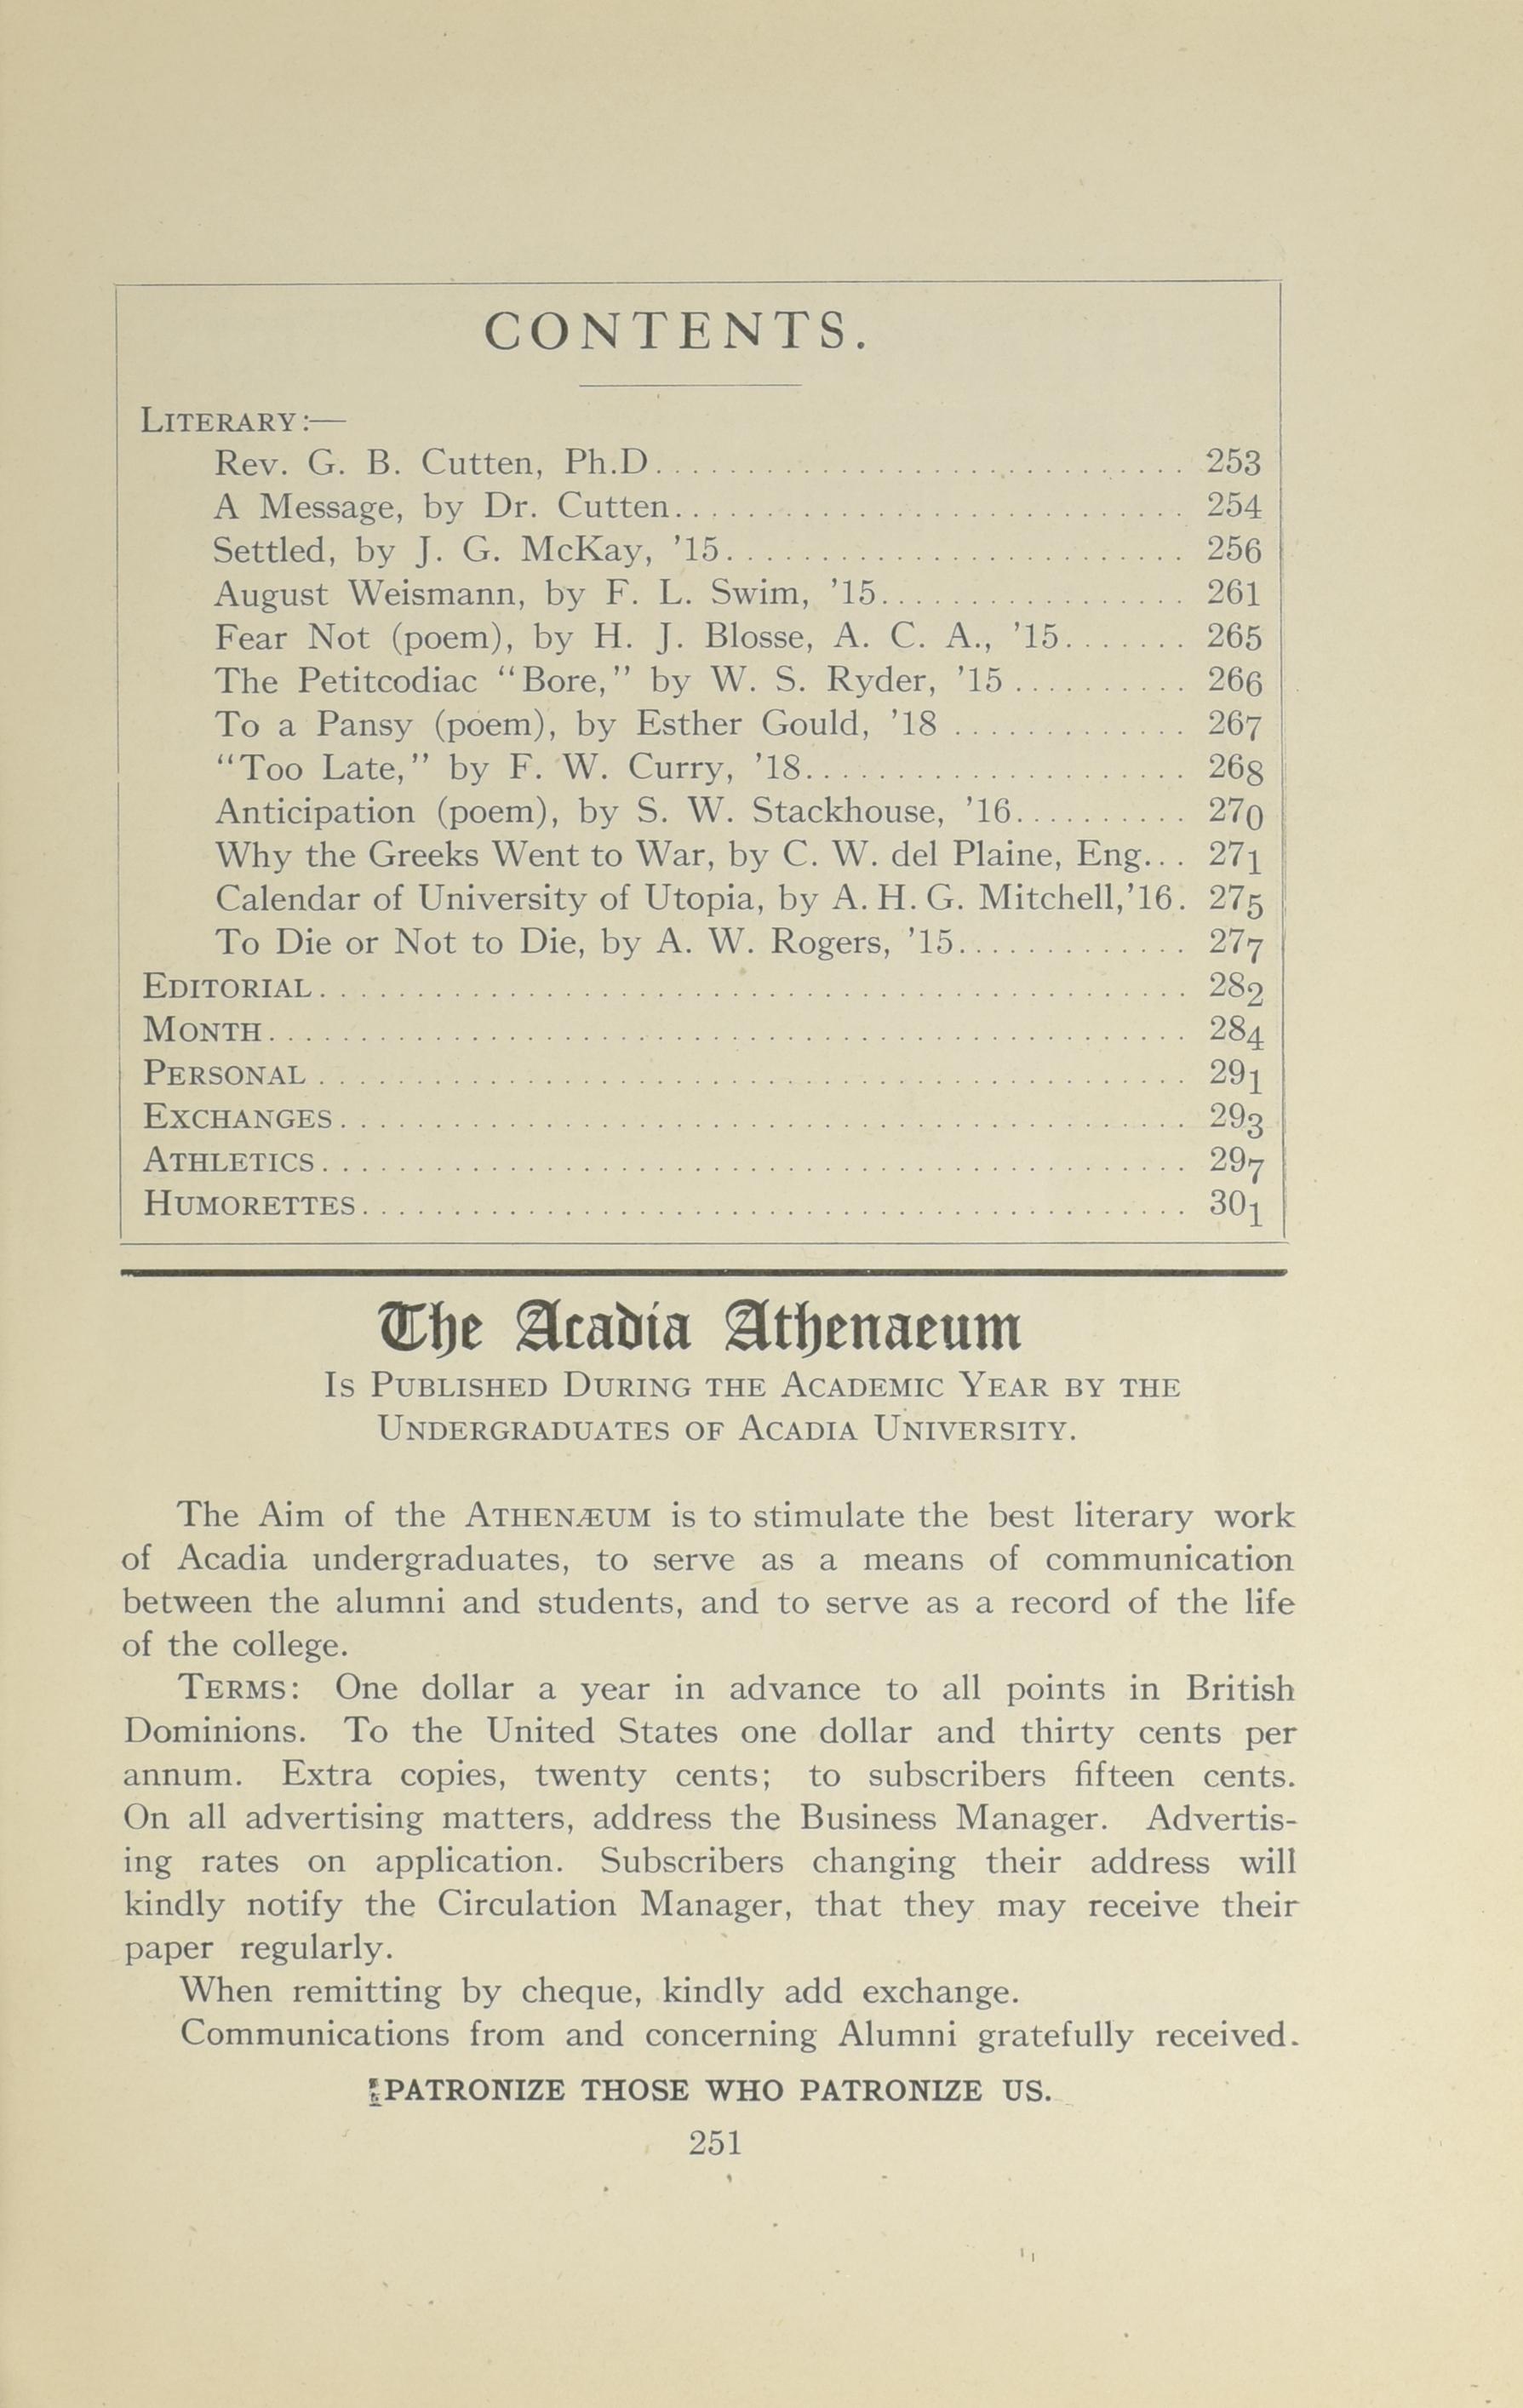 CONTENTS.
LITERARY:—
Rev. G. B. Cutten, Ph.D............................. 253
A Message, by Dr. Cutten............................ 254
Settled, by J. G. McKay, ’15......................... 256
August Weismann, by F. L. Swim, ’15................. 261
Fear Not (poem), by H. J. Blosse, A. C. A., ’15....... 265
The Petitcodiac “Bore,” by W. S. Ryder, ’15.......... 266
To a Pansy (poem), by Esther Gould, ’18 ............. 267
“Too Late,” by F. W. Curry, ’18..................... 268
Anticipation (poem), by S. W. Stackhouse, ’16.......... 270
Why the Greeks Went to War, by C. W. del Plaine, Eng... 271
Calendar of University of Utopia, by A. H. G. Mitchell,’16. 275
To Die or Not to Die, by A. W. Rogers, ’15............. 277
EDITORIAL............................................... 282
MONTH.................................................. 284
PERSONAL ............................................... 291
EXCHANGES.............................................. 293
ATHLETICS............................................... 297
HUMORETTES............................................. 301
The Acadia Athenaeum
IS PUBLISHED DURING THE ACADEMIC YEAR BY THE
UNDERGRADUATES OF ACADIA UNIVERSITY.
The Aim of the ATHENÆUM is to stimulate the best literary work
of Acadia undergraduates, to serve as a means of communication
between the alumni and students, and to serve as a record of the life
of the college.
TERMS: One dollar a year in advance to all points in British
Dominions. To the United States one dollar and thirty cents per
annum. Extra copies, twenty cents; to subscribers fifteen cents.
On all advertising matters, address the Business Manager. Advertis-
ing rates on application. Subscribers changing their address will
kindly notify the Circulation Manager, that they may receive their
paper regularly.
When remitting by cheque, kindly add exchange.
Communications from and concerning Alumni gratefully received.
PATRONIZE THOSE WHO PATRONIZE US.
251